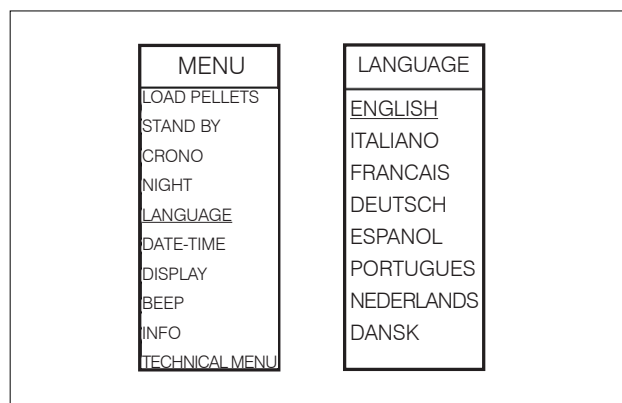 MENU
LOAD PELLETS
STAND BY
CRONO
NIGHT
LANGUAGE
DATE-TIME
DISPLAY
BEEP
INFO
TECHNICAL MENU
LANGUAGE
ENGLISH
ITALIANO
FRANCAIS
DEUTSCH
ESPANOL
PORTUGUES
NEDERLANDS
DANSK